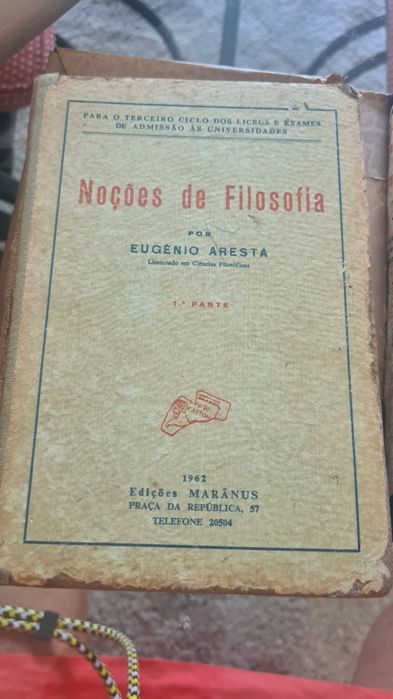 PARA O TERCEIRO CICLO DOS LICEUS E EXAMES
DE ADMISSÃO ÀS UNIVERSIDADES
Noções de Filosofia
POR
EUGÉNIO ARESTA
Licenciado em Ciências Filosóficas
1.ª PARTE
1962
Edições MARÂNUS
PRAÇA DA REPÚBLICA, 57
TELEFONE 20504